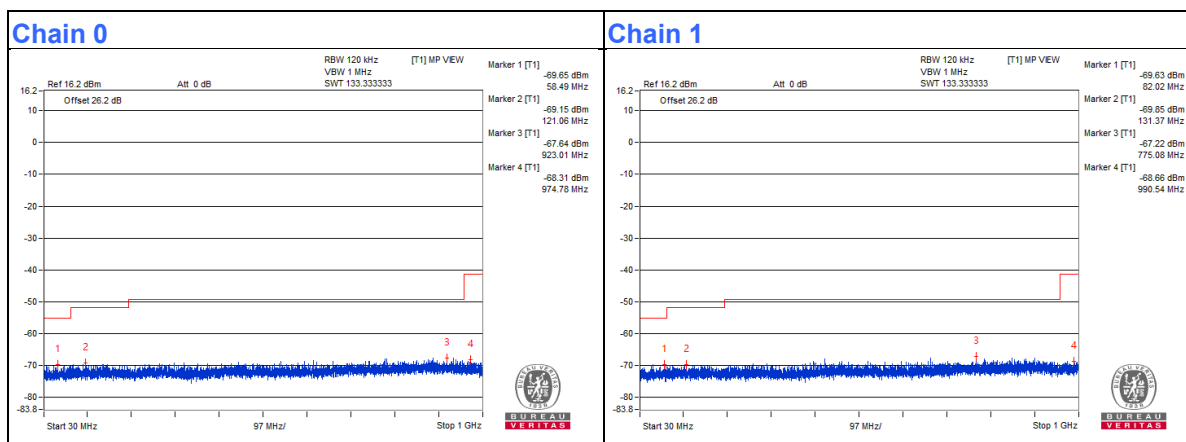 Chain 0
RBW 120 kHz [T1] MP VIEW
VBW 1 MHz
Ref 16.2 dBm Att 0 dB SWT 133.333333
Offset 26.2 dB
16.2
10
0
-10
-20
-30
-40
-50
-60
-70
-80
-83.8
1 2 3 4
Start 30 MHz 97 MHz/ Stop 1 GHz
Marker 1 [T1]
-69.65 dBm
58.49 MHz
Marker 2 [T1]
-69.15 dBm
121.06 MHz
Marker 3 [T1]
-67.64 dBm
923.01 MHz
Marker 4 [T1]
-68.31 dBm
974.78 MHz
BUREAU VERITAS
1828
BUREAU
VERITAS
Chain 1
RBW 120 kHz [T1] MP VIEW
VBW 1 MHz
Ref 16.2 dBm Att 0 dB SWT 133.333333
Offset 26.2 dB
16.2
10
0
-10
-20
-30
-40
-50
-60
-70
-80
-83.8
1 2 3 4
Start 30 MHz 97 MHz/ Stop 1 GHz
Marker 1 [T1]
-69.63 dBm
82.02 MHz
Marker 2 [T1]
-69.85 dBm
131.37 MHz
Marker 3 [T1]
-67.22 dBm
775.08 MHz
Marker 4 [T1]
-68.66 dBm
990.54 MHz
BUREAU VERITAS
1828
BUREAU
VERITAS